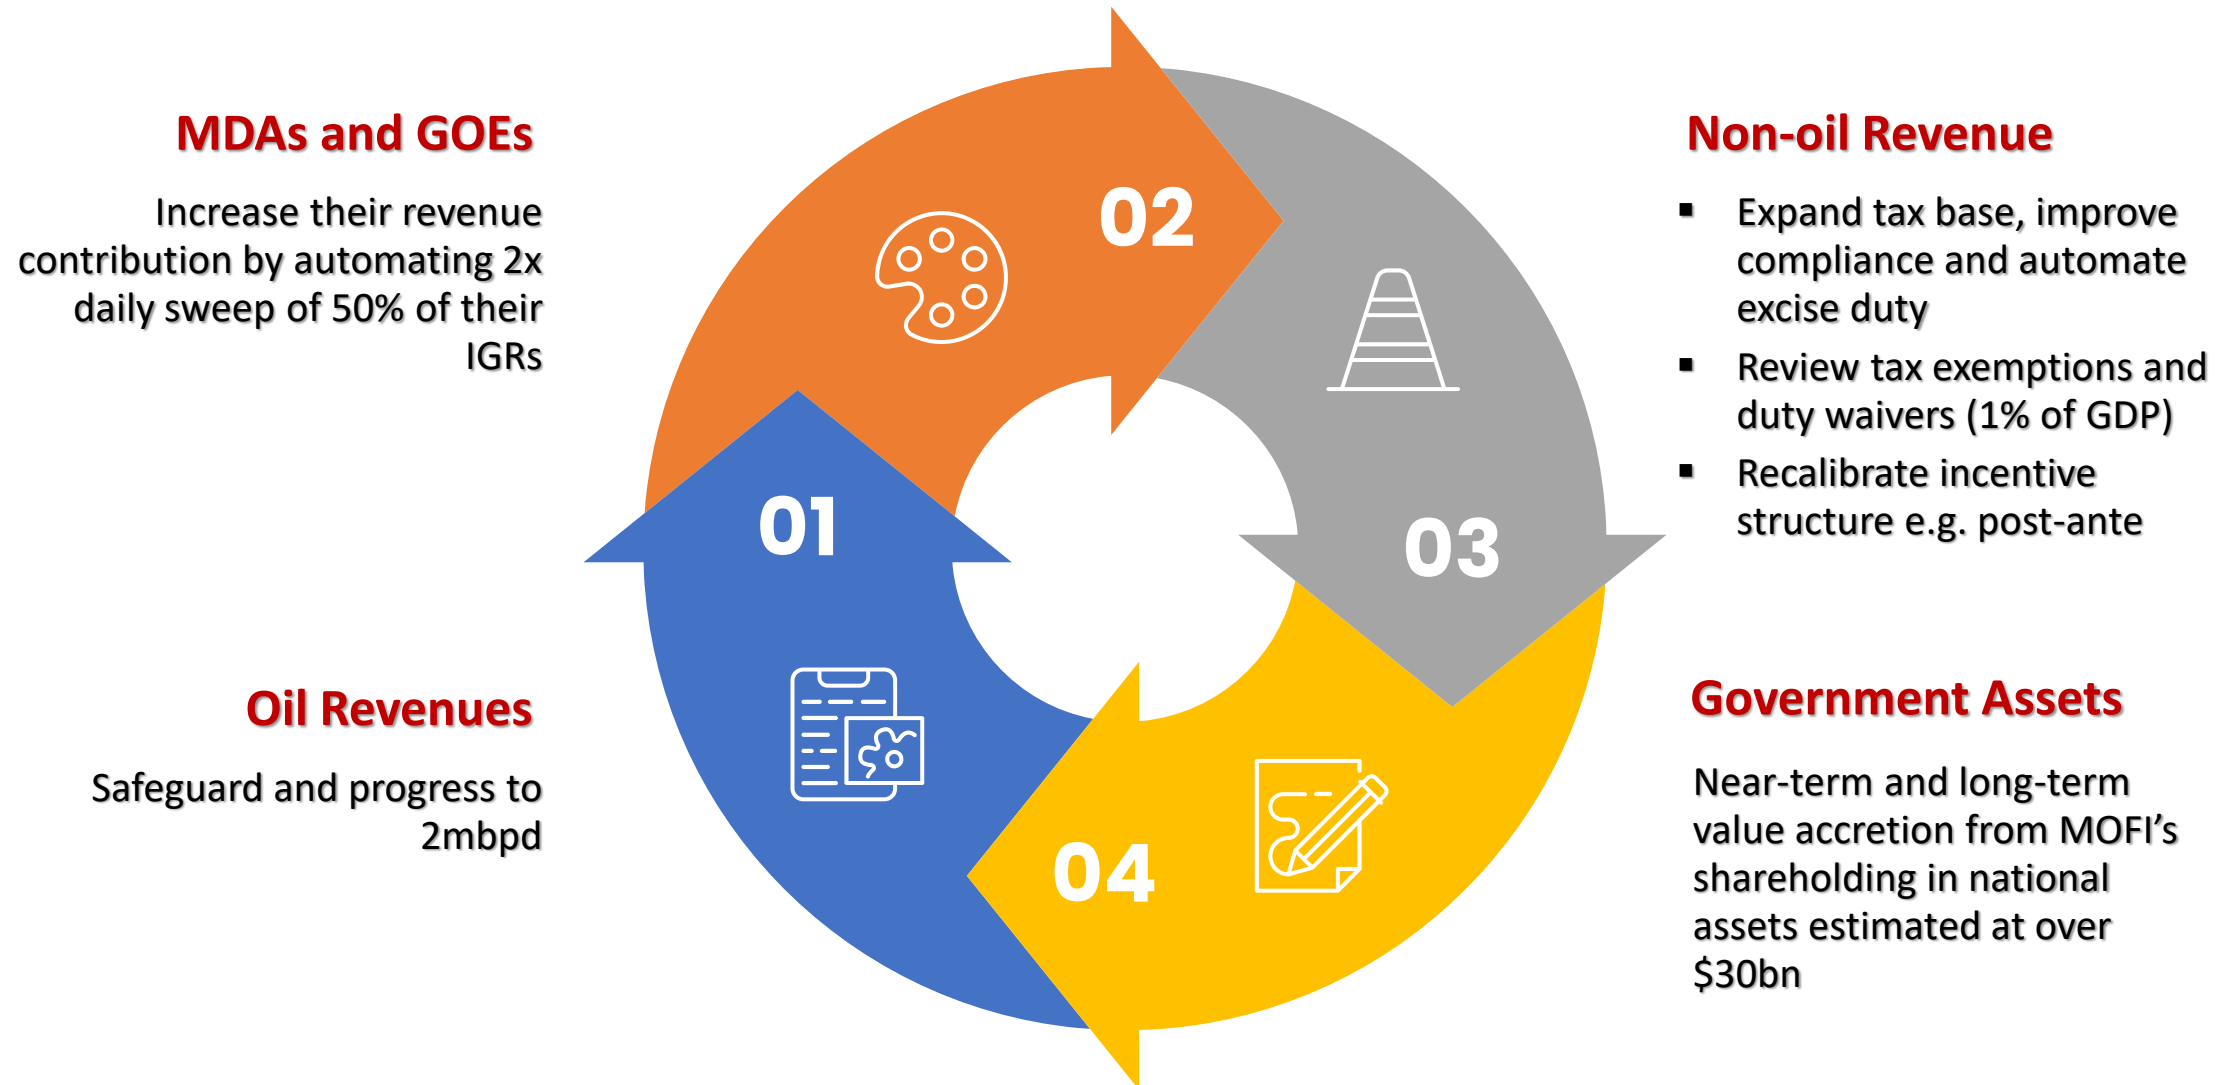 MDAs and GOEs
Increase their revenue
contribution by automating 2x
daily sweep of 50% of their
IGRs
Oil Revenues
Safeguard and progress to
2mbpd
01
02
03
04
Non-oil Revenue
▪ Expand tax base, improve
compliance and automate
excise duty
▪ Review tax exemptions and
duty waivers (1% of GDP)
▪ Recalibrate incentive
structure e.g. post-ante
Government Assets
Near-term and long-term
value accretion from MOFI’s
shareholding in national
assets estimated at over
$30bn